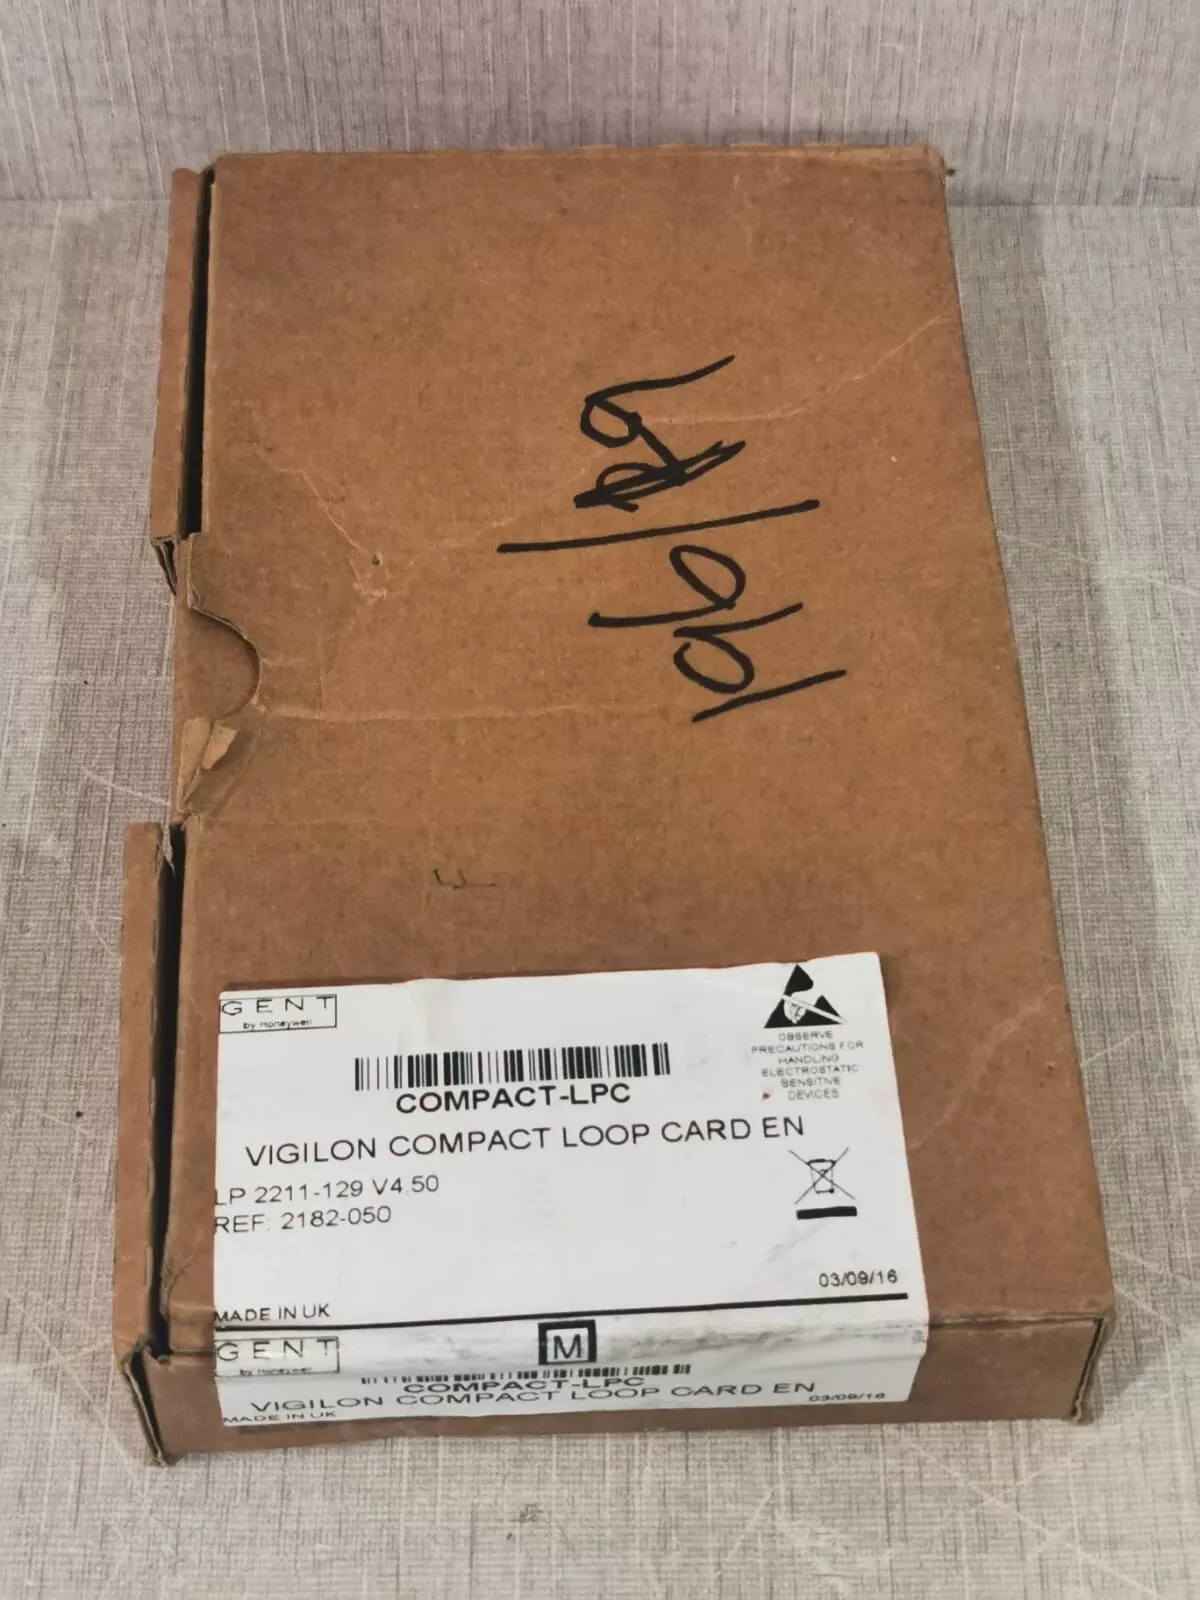 GENT
by Honeywell
COMPACT-LPC
OBSERVE
PRECAUTIONS FOR
HANDLING
ELECTROSTATIC
SENSITIVE
DEVICES
VIGILON COMPACT LOOP CARD EN
LP 2211-129 V4.50
REF: 2182-050
03/09/16
MADE IN UK
GENT
by Honeywell
M
COMPACT-LPC
VIGILON COMPACT LOOP CARD EN
03/09/16
MADE IN UK